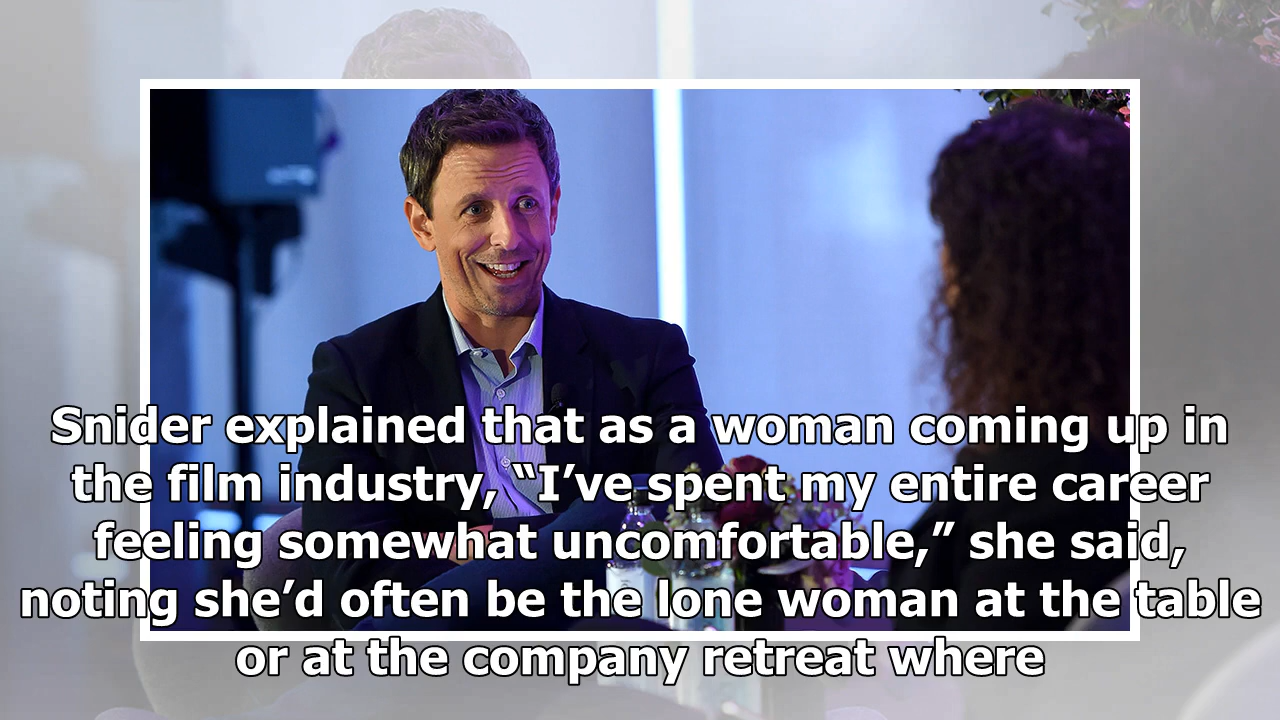 Snider explained that as a woman coming up in
the film industry, “I’ve spent my entire career
feeling somewhat uncomfortable,” she said,
noting she’d often be the lone woman at the table
or at the company retreat where